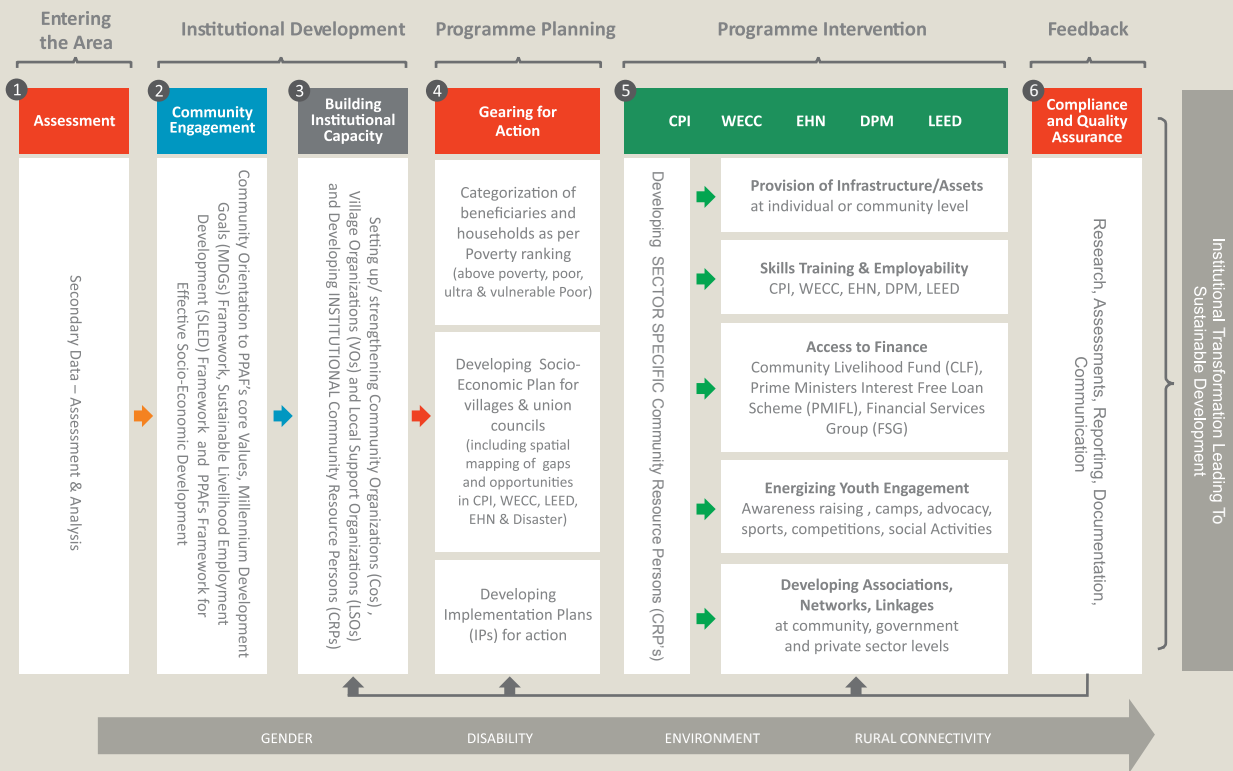 Entering
the Area
Institutional Development
Programme Planning
Programme Intervention
Feedback
1
Assessment
2
Community
Engagement
3
Building
Institutional
Capacity
4
Gearing for
Action
5
CPI WECC EHN DPM LEED
6
Compliance
and Quality
Assurance
Secondary Data – Assessment & Analysis
Community Orientation to PPAF's core Values, Millennium Development
Goals (MDGs) Framework, Sustainable Livelihood Employment
Development (SLED) Framework and PPAFs Framework for
Effective Socio-Economic Development
Setting up/ strengthening Community Organizations (Cos) ,
Village Organizations (VOs) and Local Support Organizations (LSOs)
and Developing INSTITUTIONAL Community Resource Persons (CRPs)
Categorization of
beneficiaries and
households as per
Poverty ranking
(above poverty, poor,
ultra & vulnerable Poor)
Developing Socio-
Economic Plan for
villages & union
councils
(including spatial
mapping of gaps
and opportunities
in CPI, WECC, LEED,
EHN & Disaster)
Developing
Implementation Plans
(IPs) for action
Developing SECTOR SPECIFIC Community Resource Persons (CRP's)
Provision of Infrastructure/Assets
at individual or community level
Skills Training & Employability
CPI, WECC, EHN, DPM, LEED
Access to Finance
Community Livelihood Fund (CLF),
Prime Ministers Interest Free Loan
Scheme (PMIFL), Financial Services
Group (FSG)
Energizing Youth Engagement
Awareness raising , camps, advocacy,
sports, competitions, social Activities
Developing Associations,
Networks, Linkages
at community, government
and private sector levels
Research, Assessments, Reporting, Documentation,
Communication
Institutional Transformation Leading To
Sustainable Development
GENDER DISABILITY ENVIRONMENT RURAL CONNECTIVITY